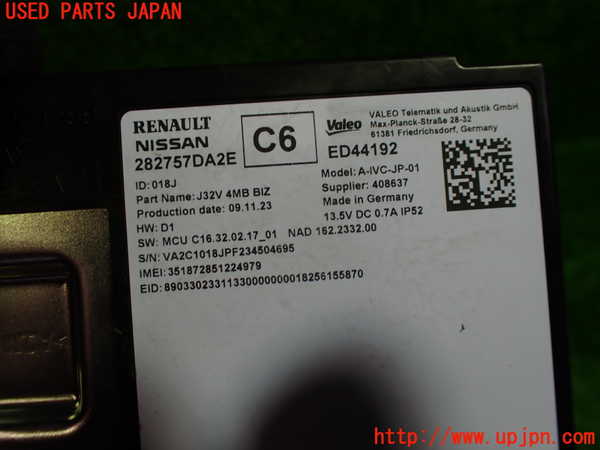 USED PARTS JAPAN
RENAULT
NISSAN
282757DA2E
C6
Valeo
VALEO Telematik und Akustik GmbH
Max-Planck-Straße 28-32
61381 Friedrichsdorf, Germany
ED44192
ID:018J
Part Name:J32V 4MB BIZ
Production date: 09.11.23
HW: D1
SW: MCU C16.32.02.17_01 NAD 162.2332.00
S/N: VA2C1018JPF234504695
IMEI:351872851224979
EID:89033023311330000000018256155870
Model:A-IVC-JP-01
Supplier: 408637
13.5V DC 0.7A IP52
1652455770003_0 202502 (7)
http://www.upjpn.com